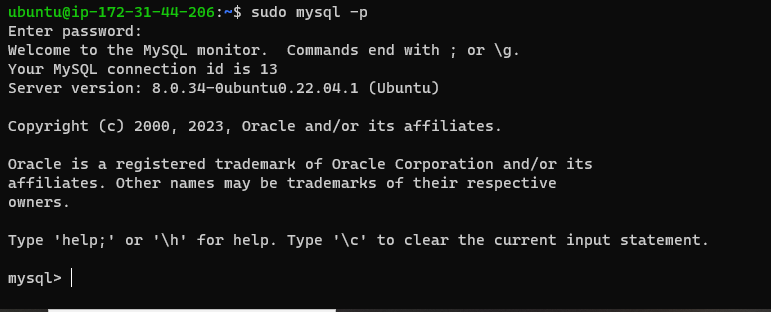 ubuntu@ip-172-31-44-206:~$ sudo mysql -p
Enter password:
Welcome to the MySQL monitor.  Commands end with ; or \g.
Your MySQL connection id is 13
Server version: 8.0.34-0ubuntu0.22.04.1 (Ubuntu)
Copyright (c) 2000, 2023, Oracle and/or its affiliates.
Oracle is a registered trademark of Oracle Corporation and/or its
affiliates. Other names may be trademarks of their respective
owners.
Type 'help;' or '\h' for help. Type '\c' to clear the current input statement.
mysql>